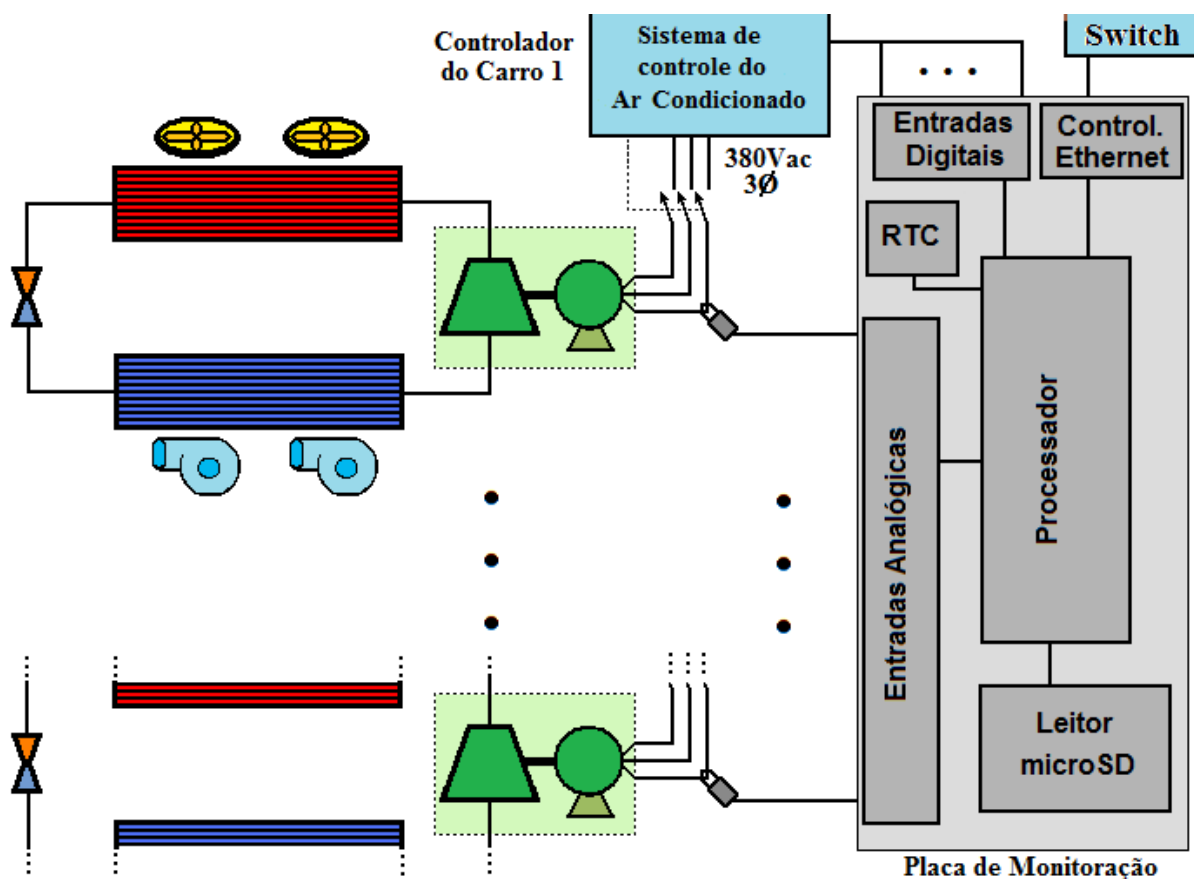 Controlador
do Carro 1
Sistema de
controle do
Ar Condicionado
Switch
• • •
Entradas
Digitais
Control.
Ethernet
380Vac
3Ø
RTC
Entradas Analógicas
Processador
Leitor
microSD
Placa de Monitoração